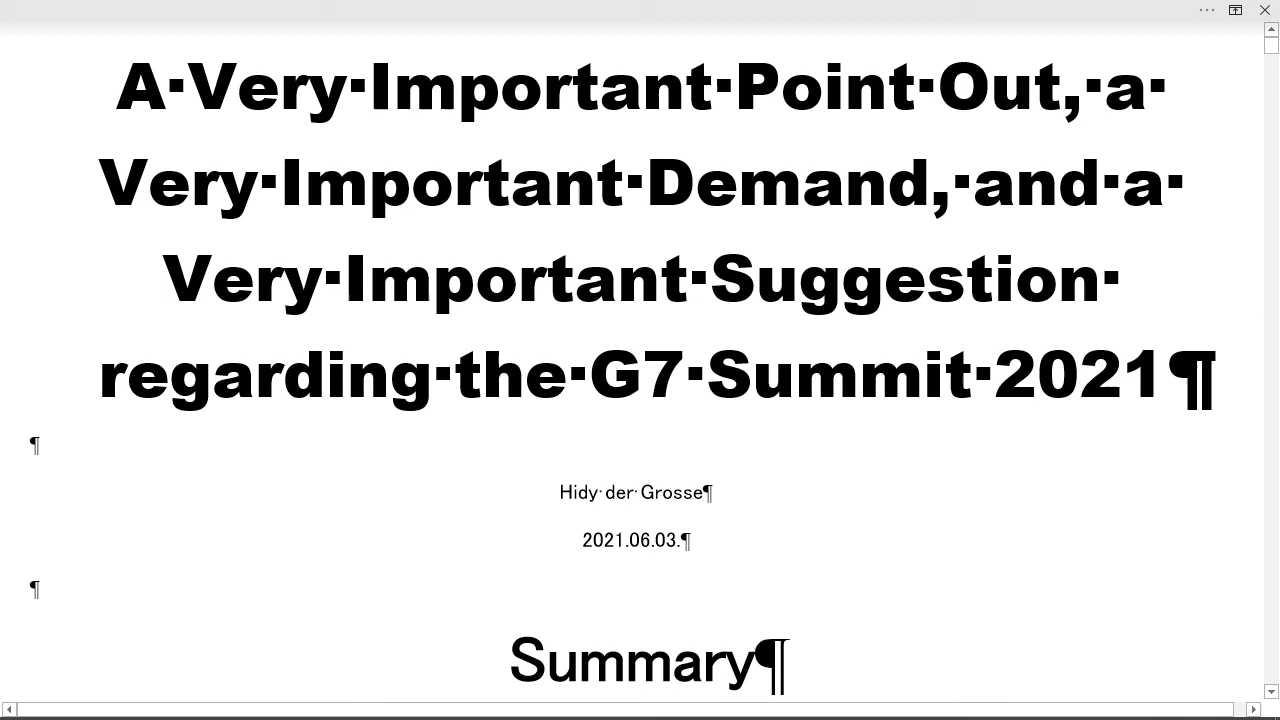 A Very Important Point Out, a
Very Important Demand, and a
Very Important Suggestion
regarding the G7 Summit 2021
Hidy der Grosse
2021.06.03.
Summary